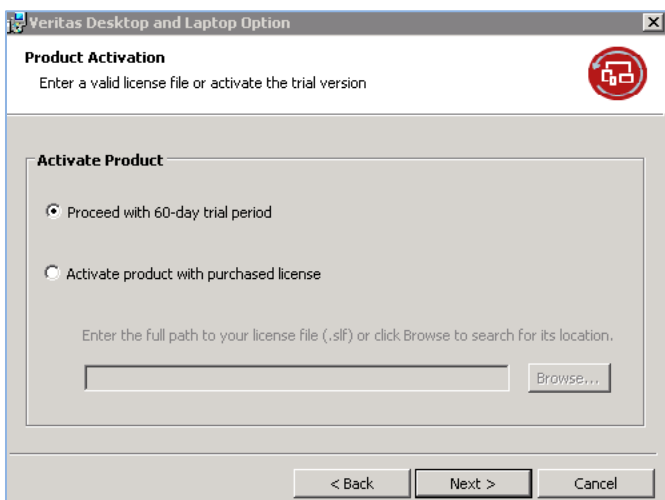 Veritas Desktop and Laptop Option
Product Activation
Enter a valid license file or activate the trial version
Activate Product
Proceed with 60-day trial period
Activate product with purchased license
Enter the full path to your license file (.slf) or click Browse to search for its location.
Browse...
< Back
Next >
Cancel